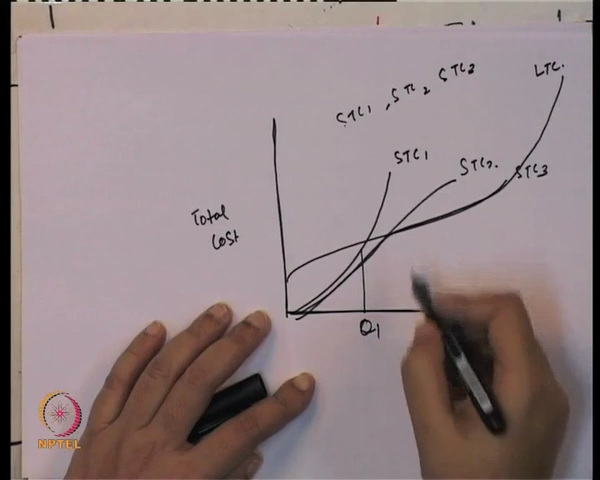 LTC.
STC1, STC2 STC3
STC1
STC2.
STC3
Total
Cost
Q1
NPTEL